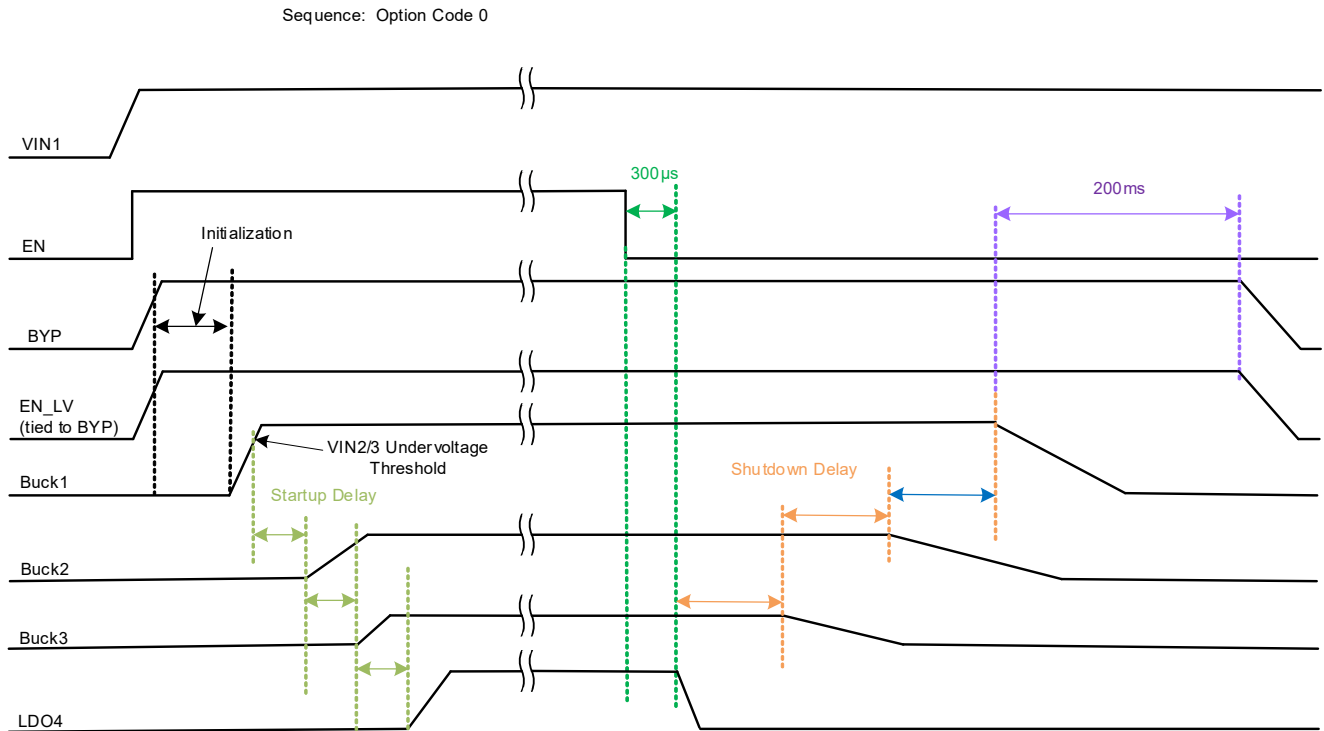 Sequence: Option Code 0
VIN1
300µs
200ms
EN
Initialization
BYP
EN_LV
(tied to BYP)
VIN2/3 Undervoltage
Threshold
Shutdown Delay
Buck1
Startup Delay
Buck2
Buck3
LDO4